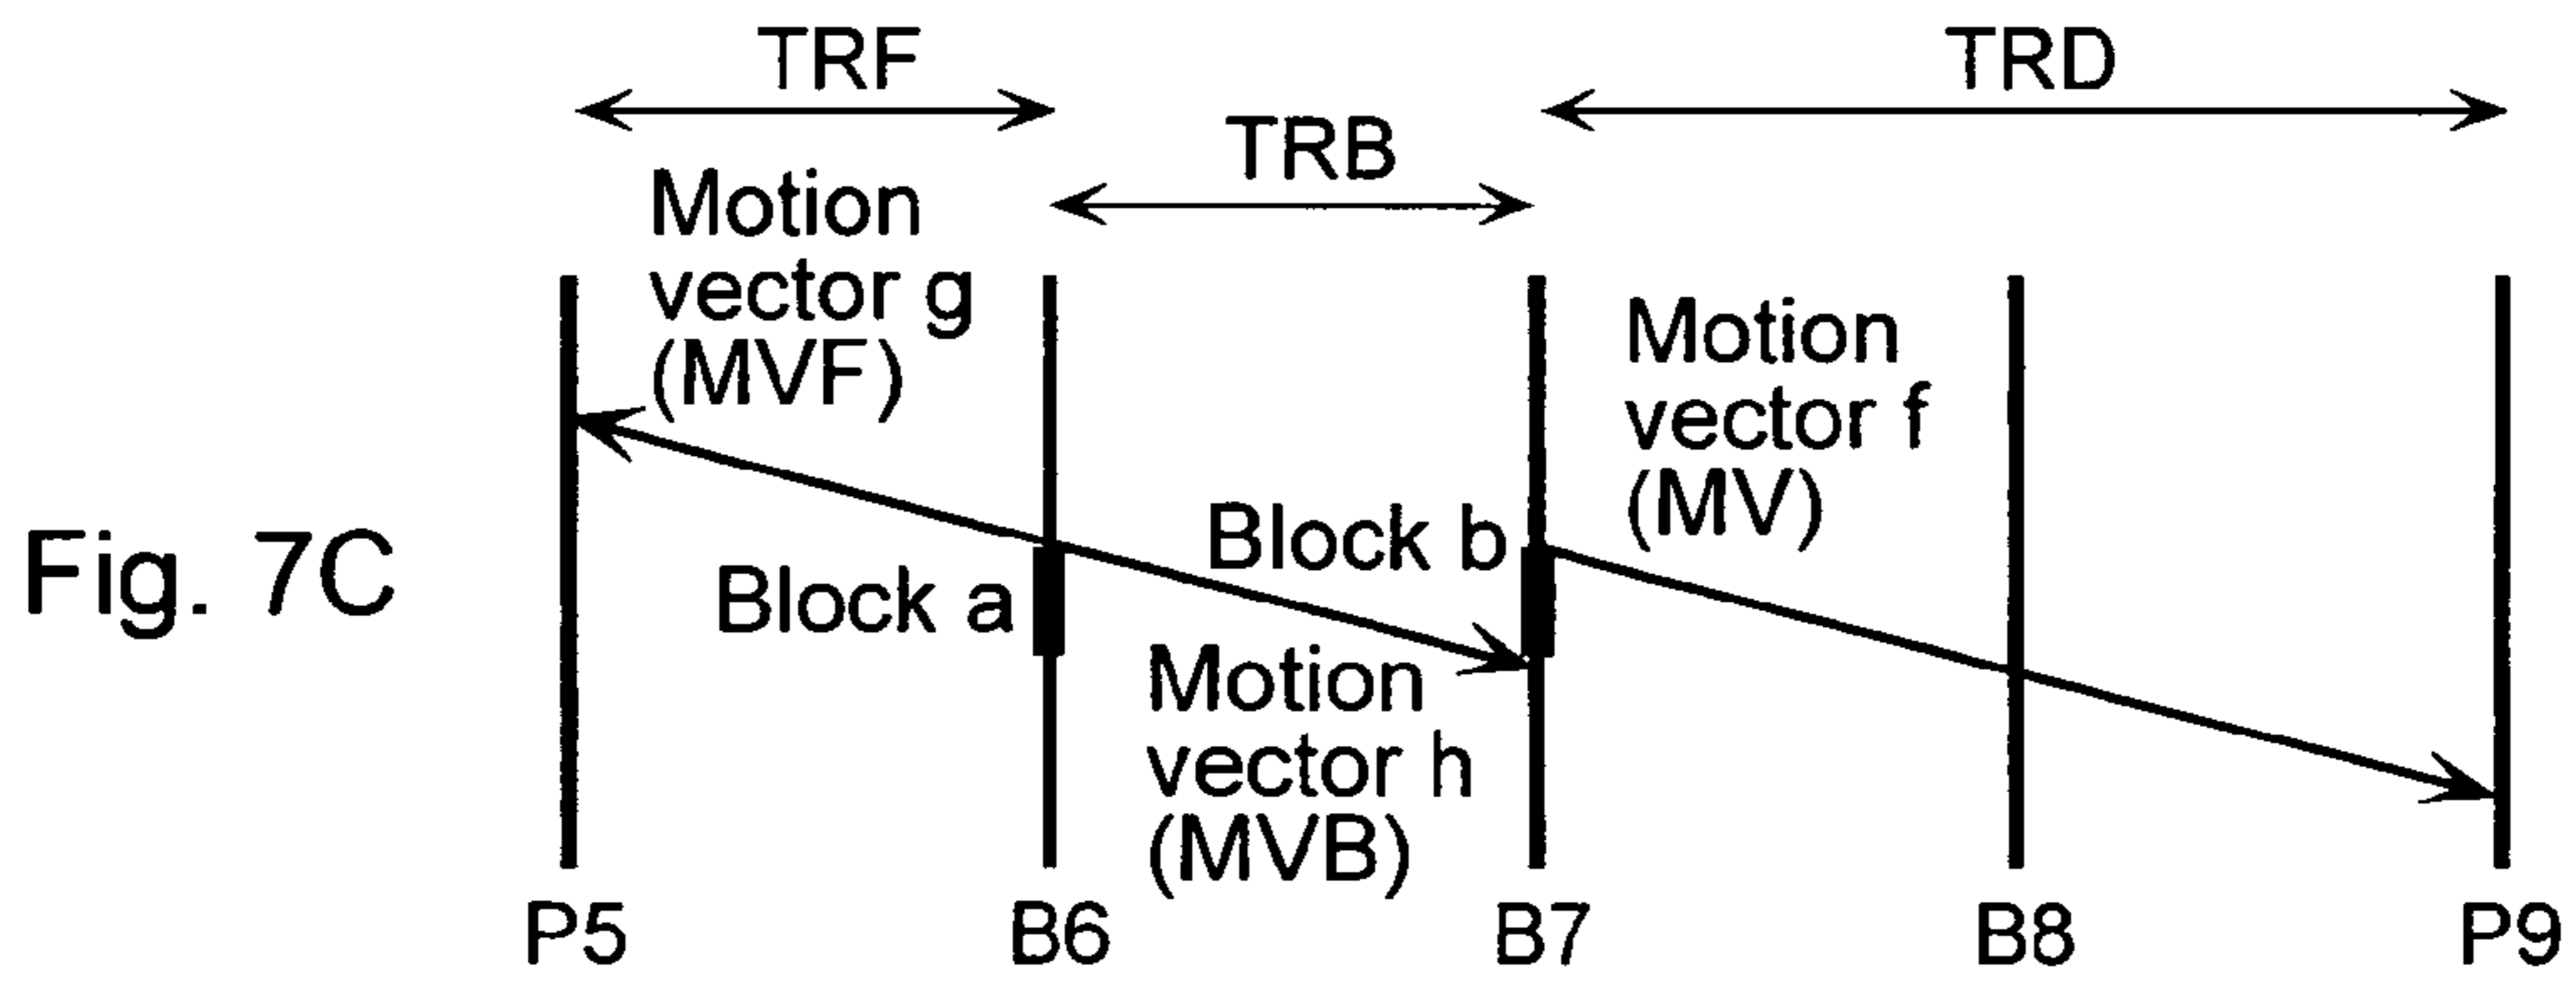 TRF
TRD
TRB
Motion
vector g
(MVF)
Motion
vector f
(MV)
Block b
Fig. 7C
Block a
Motion
vector h
(MVB)
P5
B6
B7
B8
P9